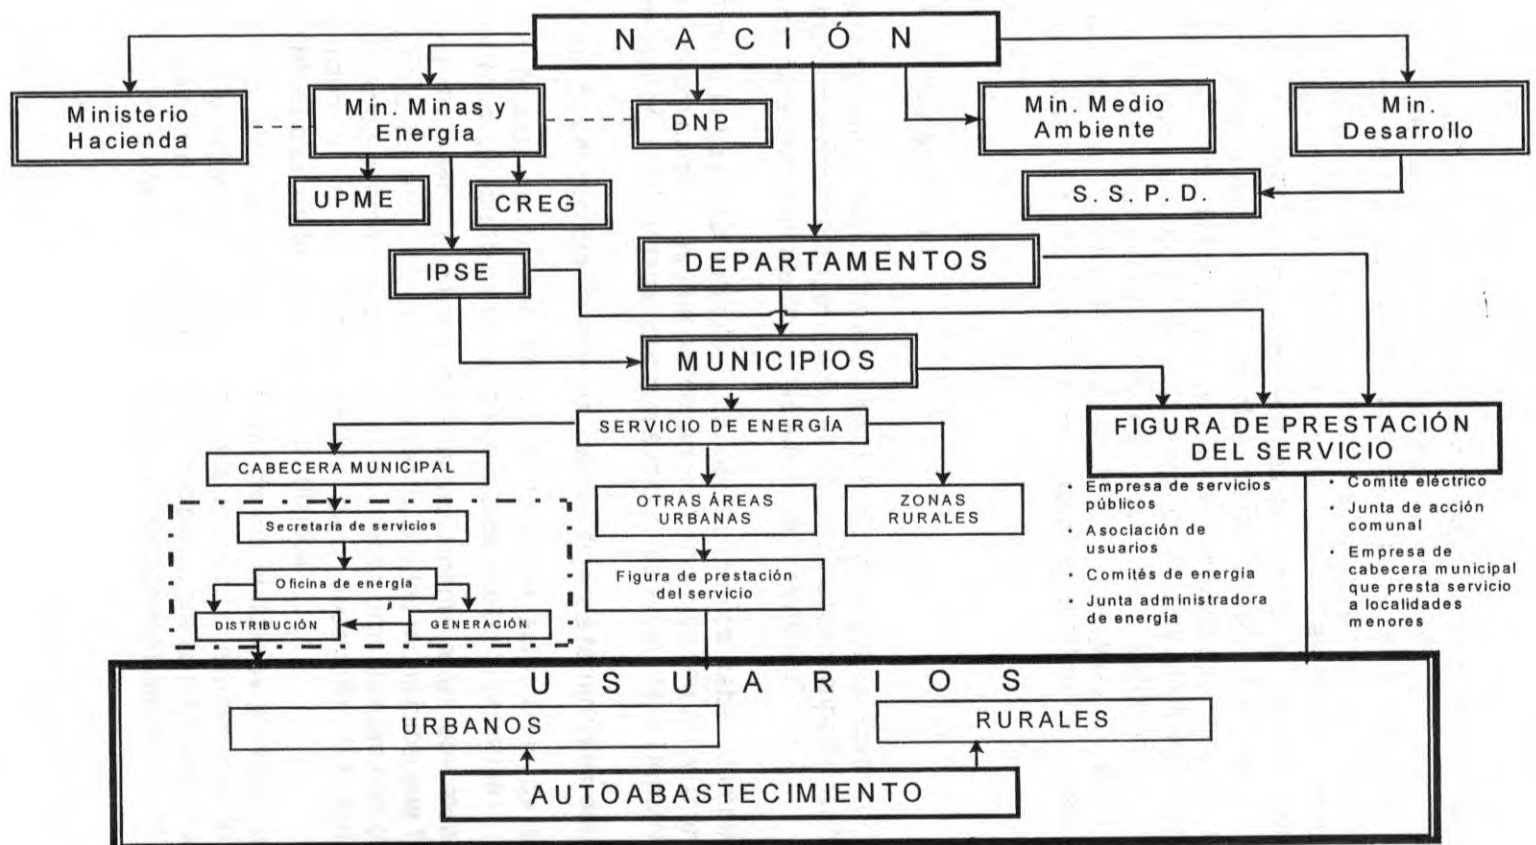 N A C I Ó N
Ministerio
Hacienda
Min. Minas y
Energía
DNP
Min. Medio
Ambiente
Min.
Desarrollo
UPME
CREG
S. S. P. D.
IPSE
DEPARTAMENTOS
MUNICIPIOS
SERVICIO DE ENERGÍA
FIGURA DE PRESTACIÓN
DEL SERVICIO
CABECERA MUNICIPAL
OTRAS ÁREAS
URBANAS
ZONAS
RURALES
• Empresa de servicios
públicos
• Asociación de
usuarios
• Comités de energía
• Junta administradora
de energía
• Comité eléctrico
• Junta de acción
comunal
• Empresa de
cabecera municipal
que presta servicio
a localidades
menores
Secretaría de servicios
Oficina de energía
DISTRIBUCIÓN
GENERACIÓN
Figura de prestación
del servicio
U S U A R I O S
URBANOS
RURALES
AUTOABASTECIMIENTO